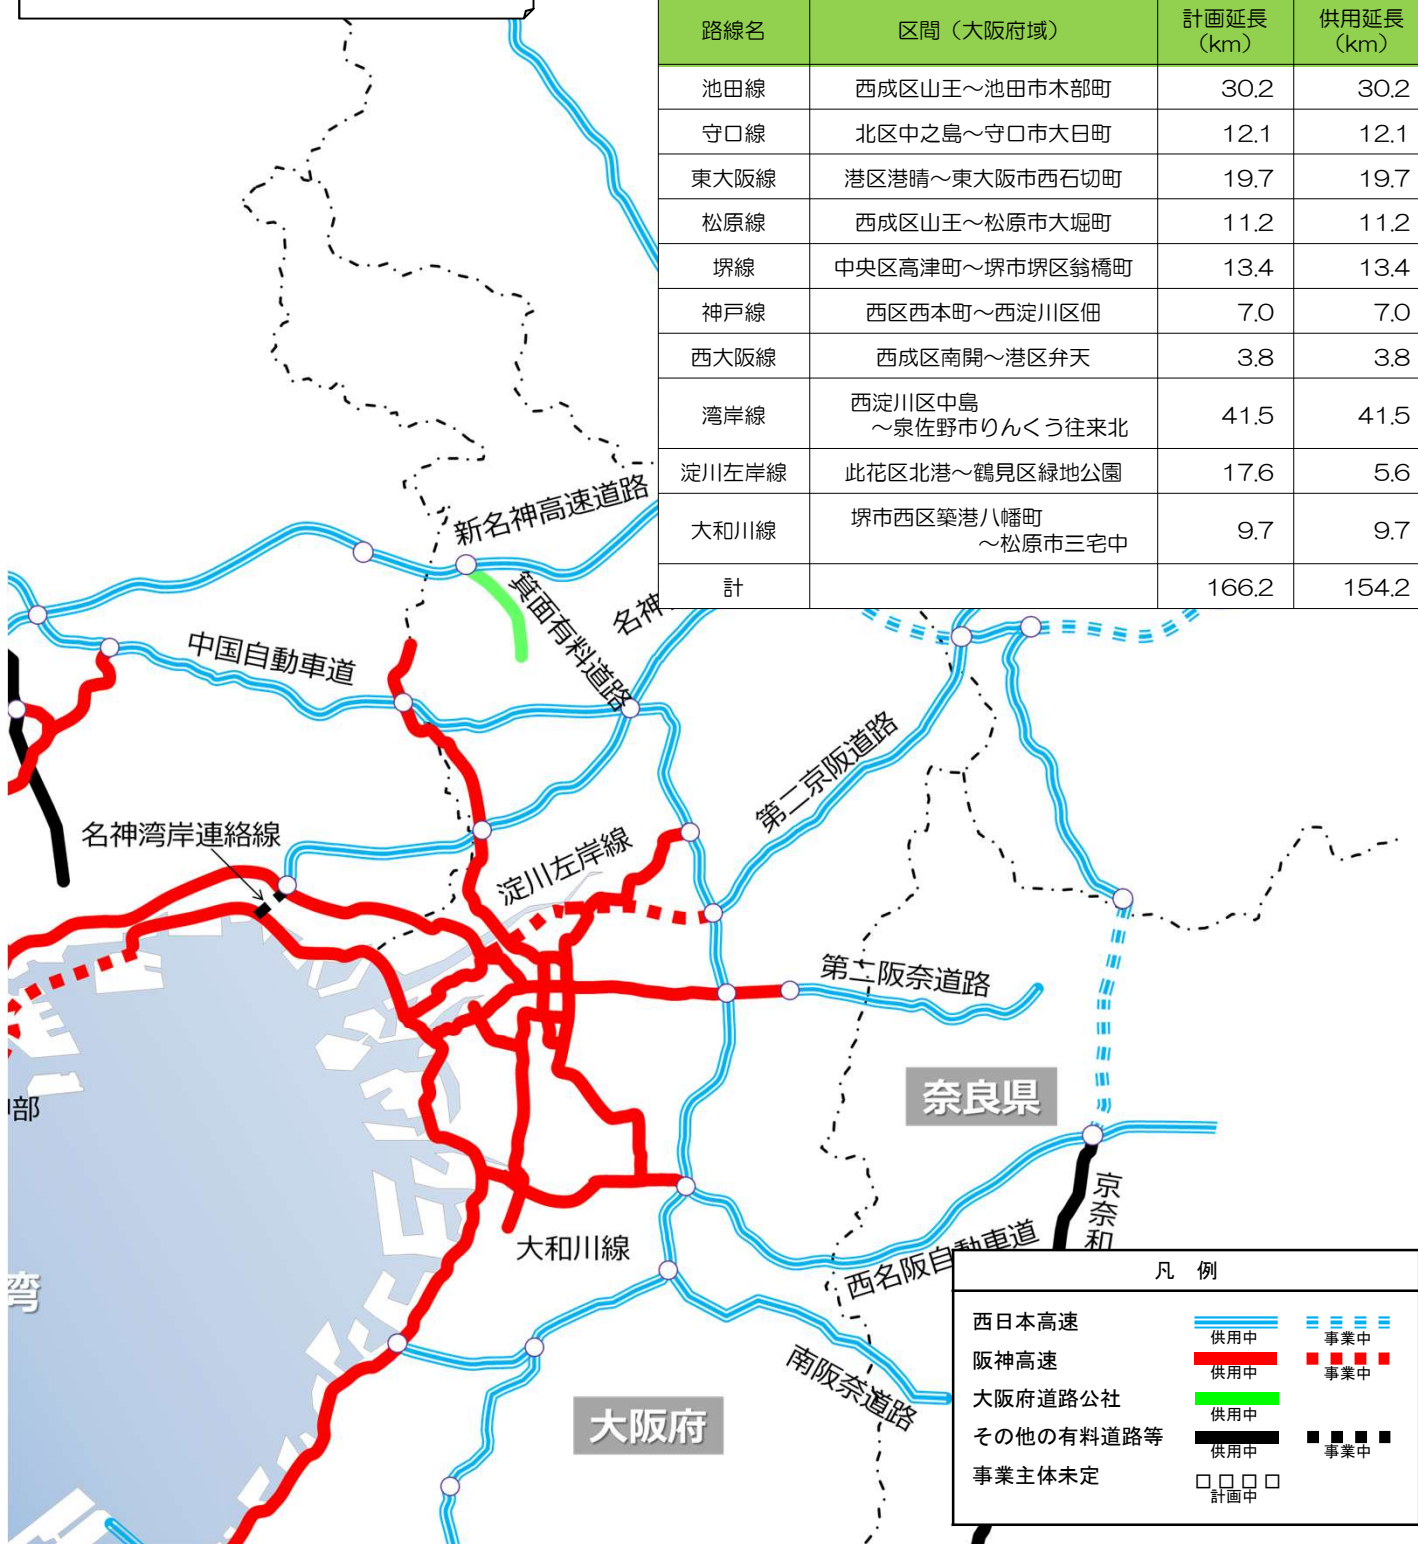 路線名 区間（大阪府域） 計画延長（km） 供用延長（km）
池田線 西成区山王～池田市木部町 30.2 30.2
守口線 北区中之島～守口市大日町 12.1 12.1
東大阪線 港区港晴～東大阪市西石切町 19.7 19.7
松原線 西成区山王～松原市大堀町 11.2 11.2
堺線 中央区高津町～堺市堺区翁橋町 13.4 13.4
神戸線 西区西本町～西淀川区佃 7.0 7.0
西大阪線 西成区南開～港区弁天 3.8 3.8
湾岸線 西淀川区中島
～泉佐野市りんくう往来北 41.5 41.5
淀川左岸線 此花区北港～鶴見区緑地公園 17.6 5.6
大和川線 堺市西区築港八幡町
～松原市三宅中 9.7 9.7
計 166.2 154.2
新名神高速道路
箕面有料道路
名神
中国自動車道
第二京阪道路
名神湾岸連絡線
淀川左岸線
第二阪奈道路
奈良県
部
京奈和
大和川線
西名阪自動車道
湾
南阪奈道路
大阪府
凡 例
西日本高速 供用中 事業中
阪神高速 供用中 事業中
大阪府道路公社 供用中
その他の有料道路等 供用中 事業中
事業主体未定 計画中